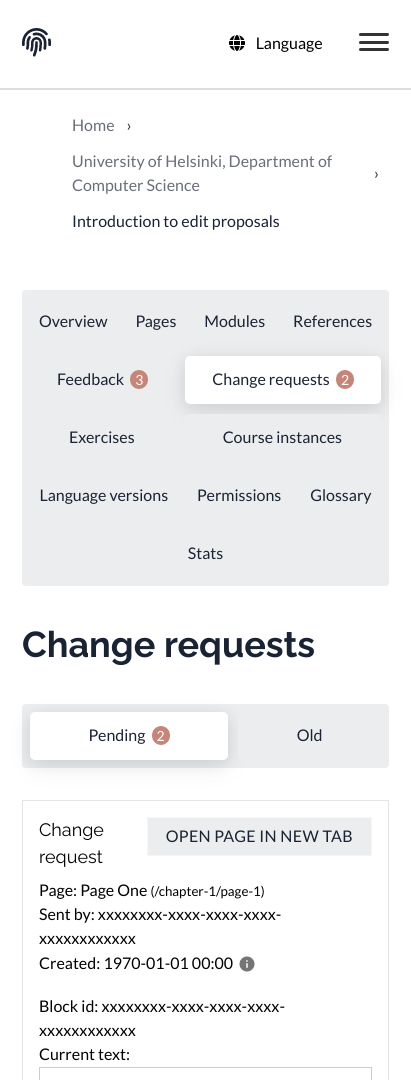 Language
Home ›
University of Helsinki, Department of
Computer Science ›
Introduction to edit proposals
Overview Pages Modules References
Feedback 3 Change requests 2
Exercises Course instances
Language versions Permissions Glossary
Stats
Change requests
Pending 2 Old
Change
request
OPEN PAGE IN NEW TAB
Page: Page One (/chapter-1/page-1)
Sent by: xxxxxxxx-xxxx-xxxx-xxxx-
xxxxxxxxxxxx
Created: 1970-01-01 00:00
Block id: xxxxxxxx-xxxx-xxxx-xxxx-
xxxxxxxxxxxx
Current text: